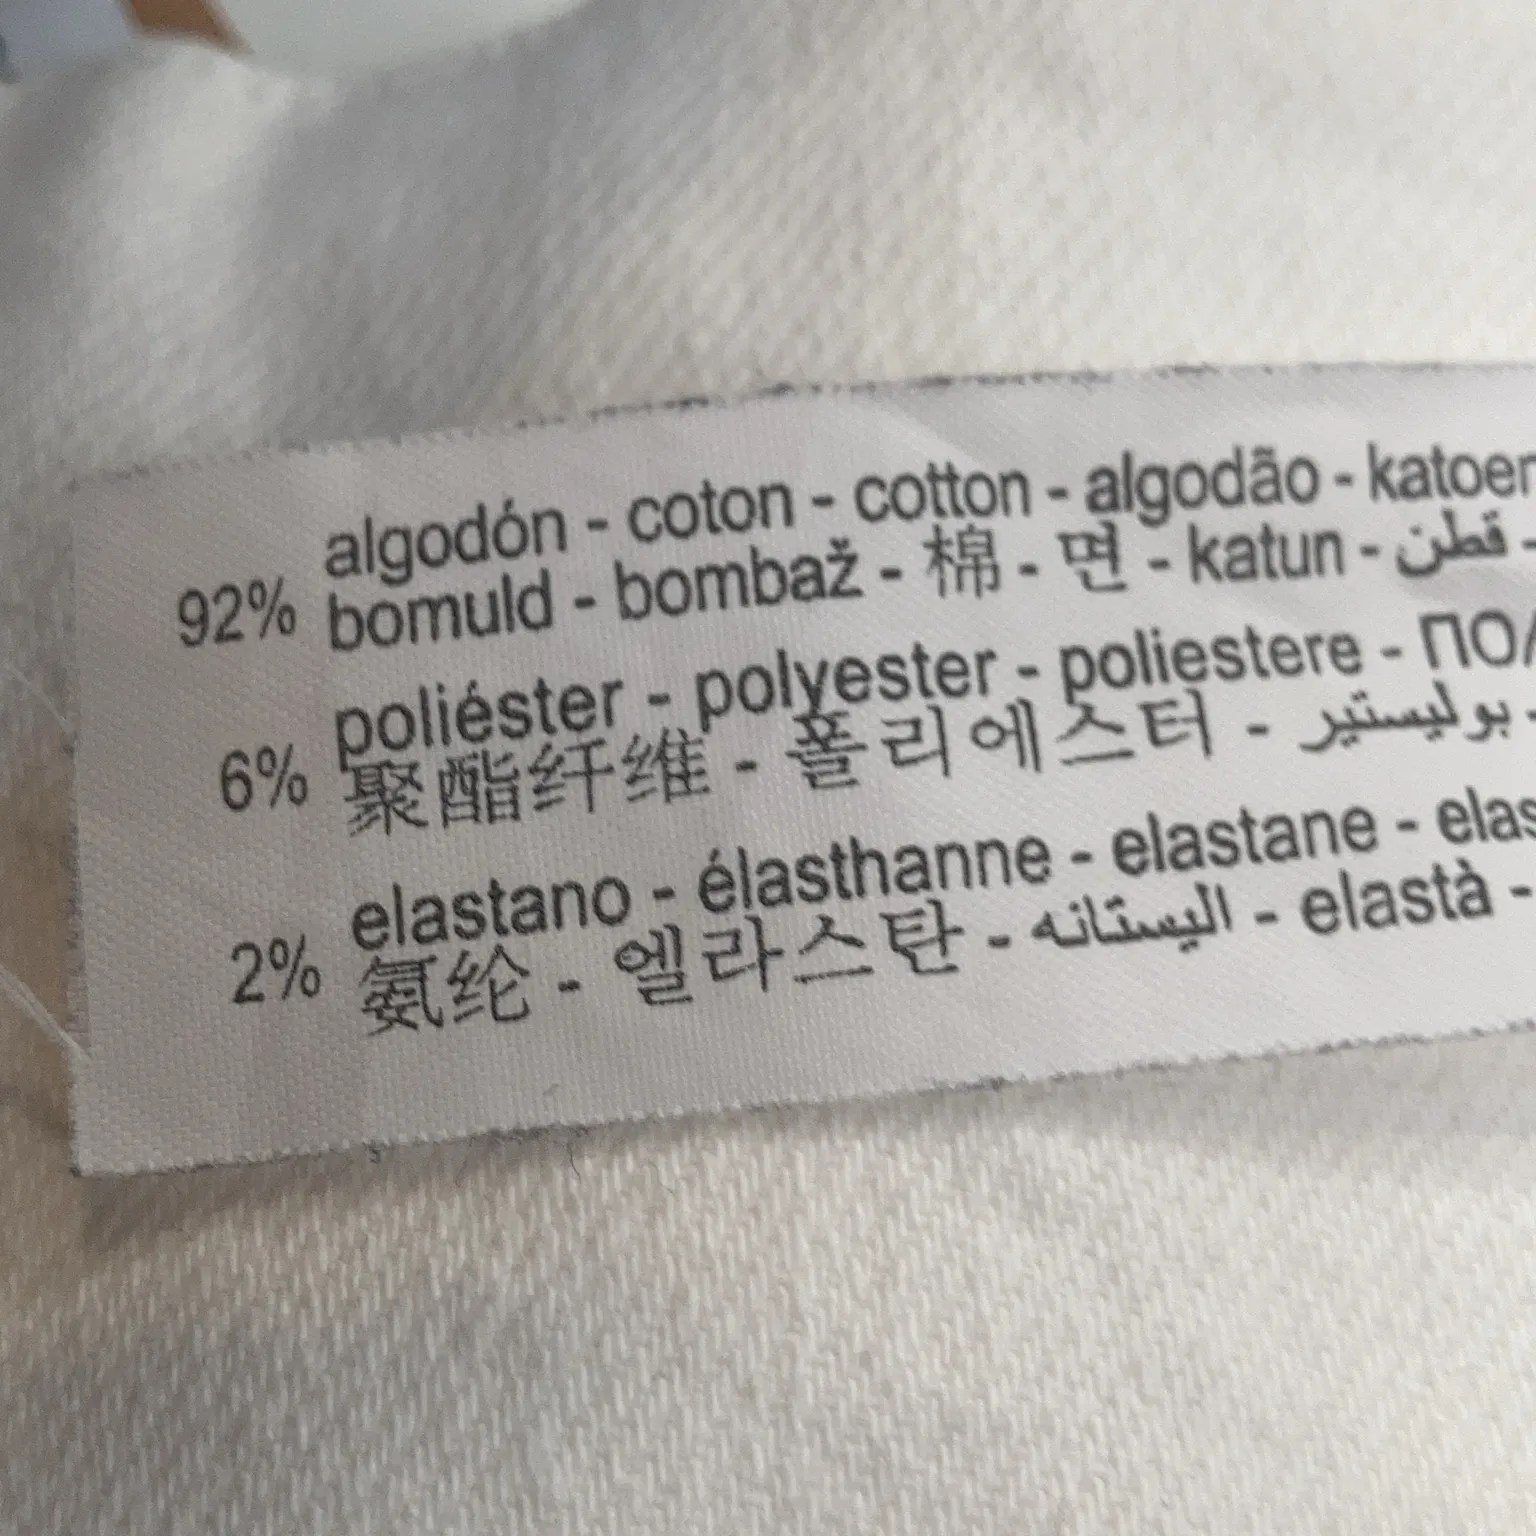 92% algodón - coton - cotton - algodão - katoen
bomuld - bombaž - 棉 - 면 - katun - قطن -
6% poliéster - polyester - poliestere - ПОЛ
聚酯纤维 - 폴리에스터 - بوليستير -
2% elastano - élasthanne - elastane - elas
氨纶 - 엘라스탄 - اليستانه - elastà -